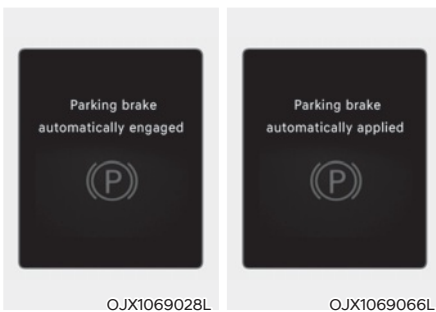 Parking brake
automatically engaged
P
OJX1069028L
Parking brake
automatically applied
P
OJX1069066L